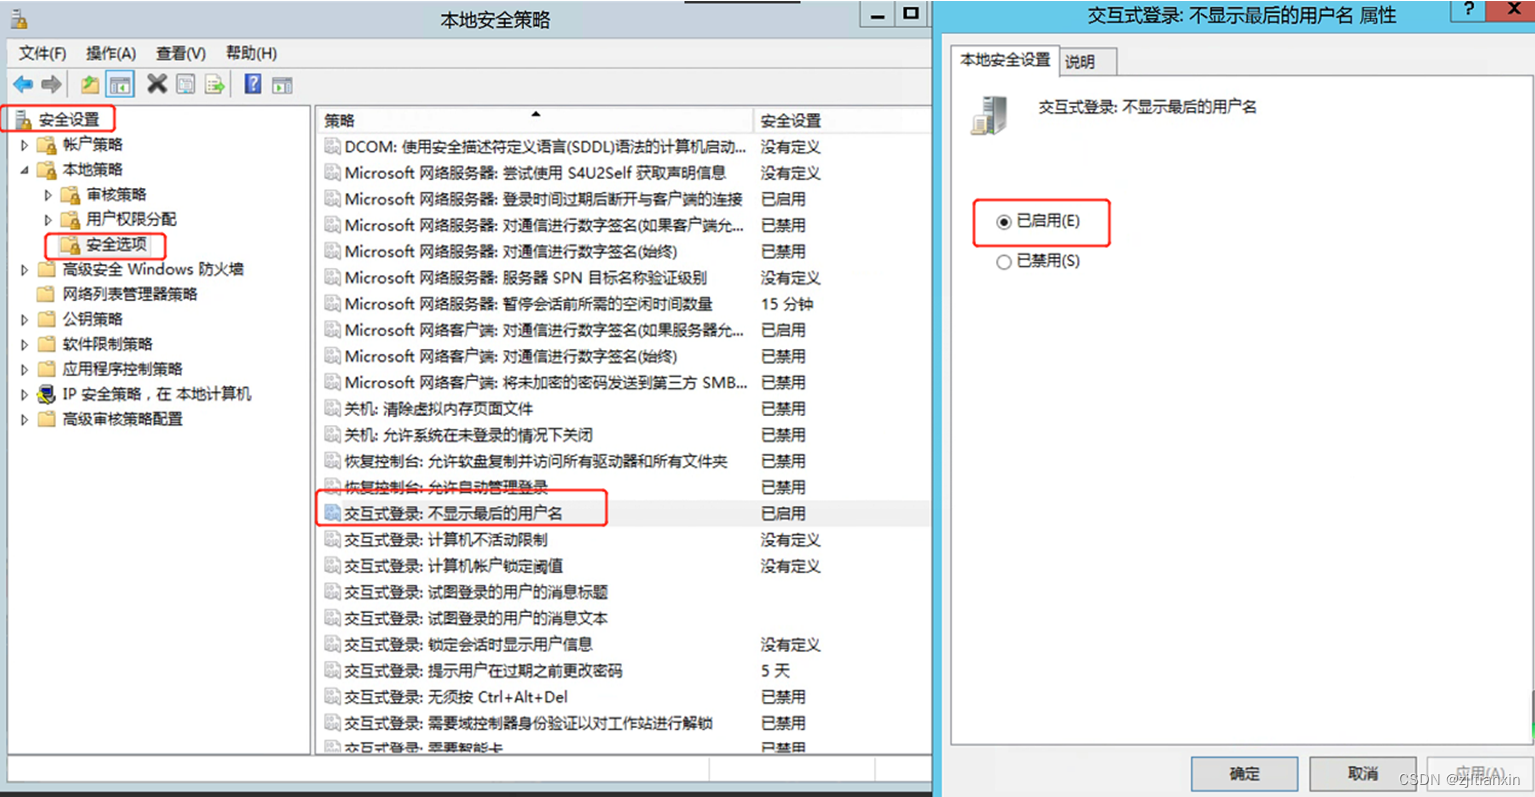 本地安全策略
文件(F) 操作(A) 查看(V) 帮助(H)
安全设置
帐户策略
本地策略
审核策略
用户权限分配
安全选项
高级安全 Windows 防火墙
网络列表管理器策略
公钥策略
软件限制策略
应用程序控制策略
IP 安全策略，在 本地计算机
高级审核策略配置
策略 安全设置
DCOM: 使用安全描述符定义语言(SDDL)语法的计算机启动... 没有定义
Microsoft 网络服务器: 尝试使用 S4U2Self 获取声明信息 没有定义
Microsoft 网络服务器: 登录时间过期后断开与客户端的连接 已启用
Microsoft 网络服务器: 对通信进行数字签名(如果客户端允... 已禁用
Microsoft 网络服务器: 对通信进行数字签名(始终) 已禁用
Microsoft 网络服务器: 服务器 SPN 目标名称验证级别 没有定义
Microsoft 网络服务器: 暂停会话前所需的空闲时间数量 15 分钟
Microsoft 网络客户端: 对通信进行数字签名(如果服务器允... 已启用
Microsoft 网络客户端: 对通信进行数字签名(始终) 已禁用
Microsoft 网络客户端: 将未加密的密码发送到第三方 SMB... 已禁用
关机: 清除虚拟内存页面文件 已禁用
关机: 允许系统在未登录的情况下关闭 已禁用
恢复控制台: 允许软盘复制并访问所有驱动器和所有文件夹 已禁用
恢复控制台: 允许自动管理登录 已禁用
交互式登录: 不显示最后的用户名 已启用
交互式登录: 计算机不活动限制 没有定义
交互式登录: 计算机帐户锁定阈值 没有定义
交互式登录: 试图登录的用户的消息标题
交互式登录: 试图登录的用户的消息文本
交互式登录: 锁定会话时显示用户信息 没有定义
交互式登录: 提示用户在过期之前更改密码 5 天
交互式登录: 无须按 Ctrl+Alt+Del 已禁用
交互式登录: 需要域控制器身份验证以对工作站进行解锁 已禁用
交互式登录: 需要智能卡 已禁用
交互式登录: 不显示最后的用户名 属性
本地安全设置 说明
交互式登录: 不显示最后的用户名
已启用(E)
已禁用(S)
确定 取消 应用(A)
CSDN @zjltianxin